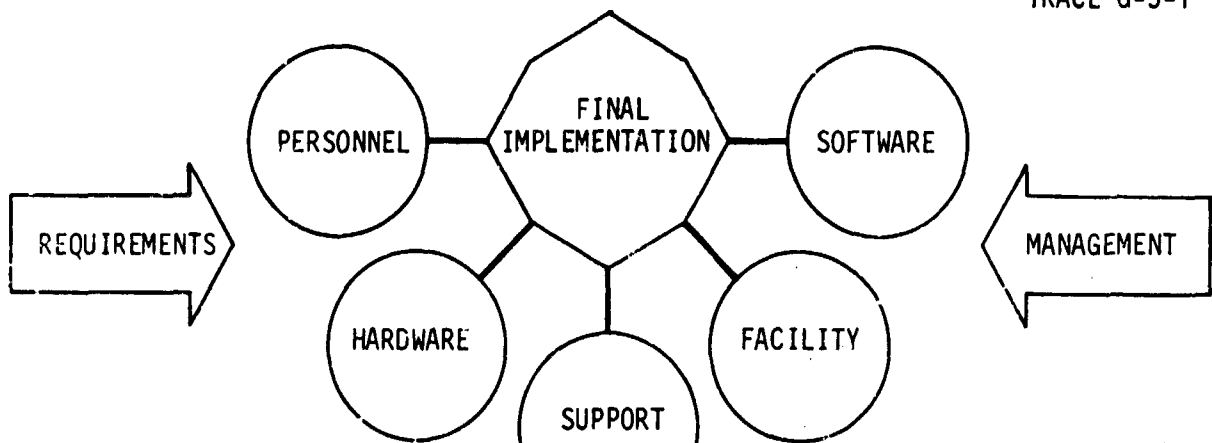 FINAL
IMPLEMENTATION
PERSONNEL
SOFTWARE
REQUIREMENTS
MANAGEMENT
HARDWARE
FACILITY
SUPPORT